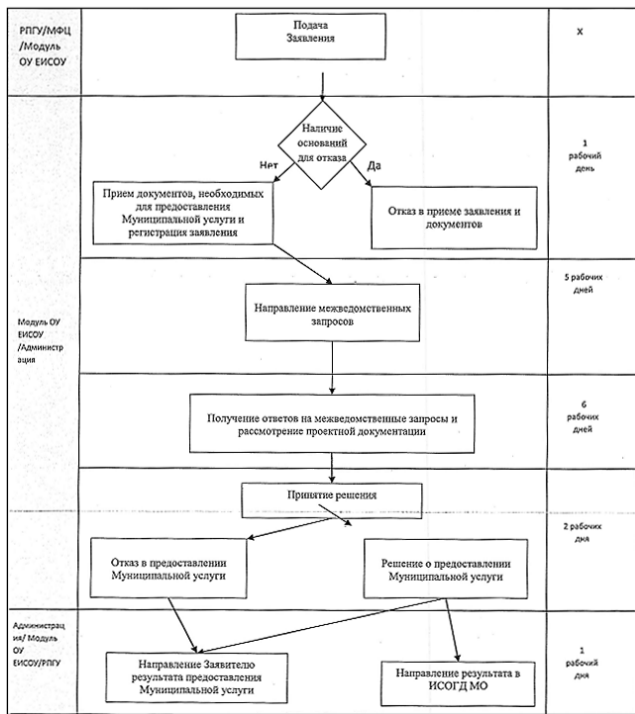 РПГУ/МФЦ
/Модуль
ОУ ЕИСОУ
Подача
Заявления
X
Наличие
оснований
для отказа
Нет
Да
1
рабочий
день
Прием документов, необходимых
для предоставления
Муниципальной услуги и
регистрация заявления
Отказ в приеме заявления и
документов
5 рабочих
дней
Направление межведомственных
запросов
Модуль ОУ
ЕИСОУ
/Администр
ация
Получение ответов на межведомственные запросы и
рассмотрение проектной документации
6
рабочих
дней
Принятие решения
2 рабочих
дня
Отказ в предоставлении
Муниципальной услуги
Решение о предоставлении
Муниципальной услуги
Администрац
ия/ Модуль
ОУ
ЕИСОУ/РПГУ
Направление Заявителю
результата предоставления
Муниципальной услуги
Направление результата в
ИСОГД МО
1
рабочий
дня